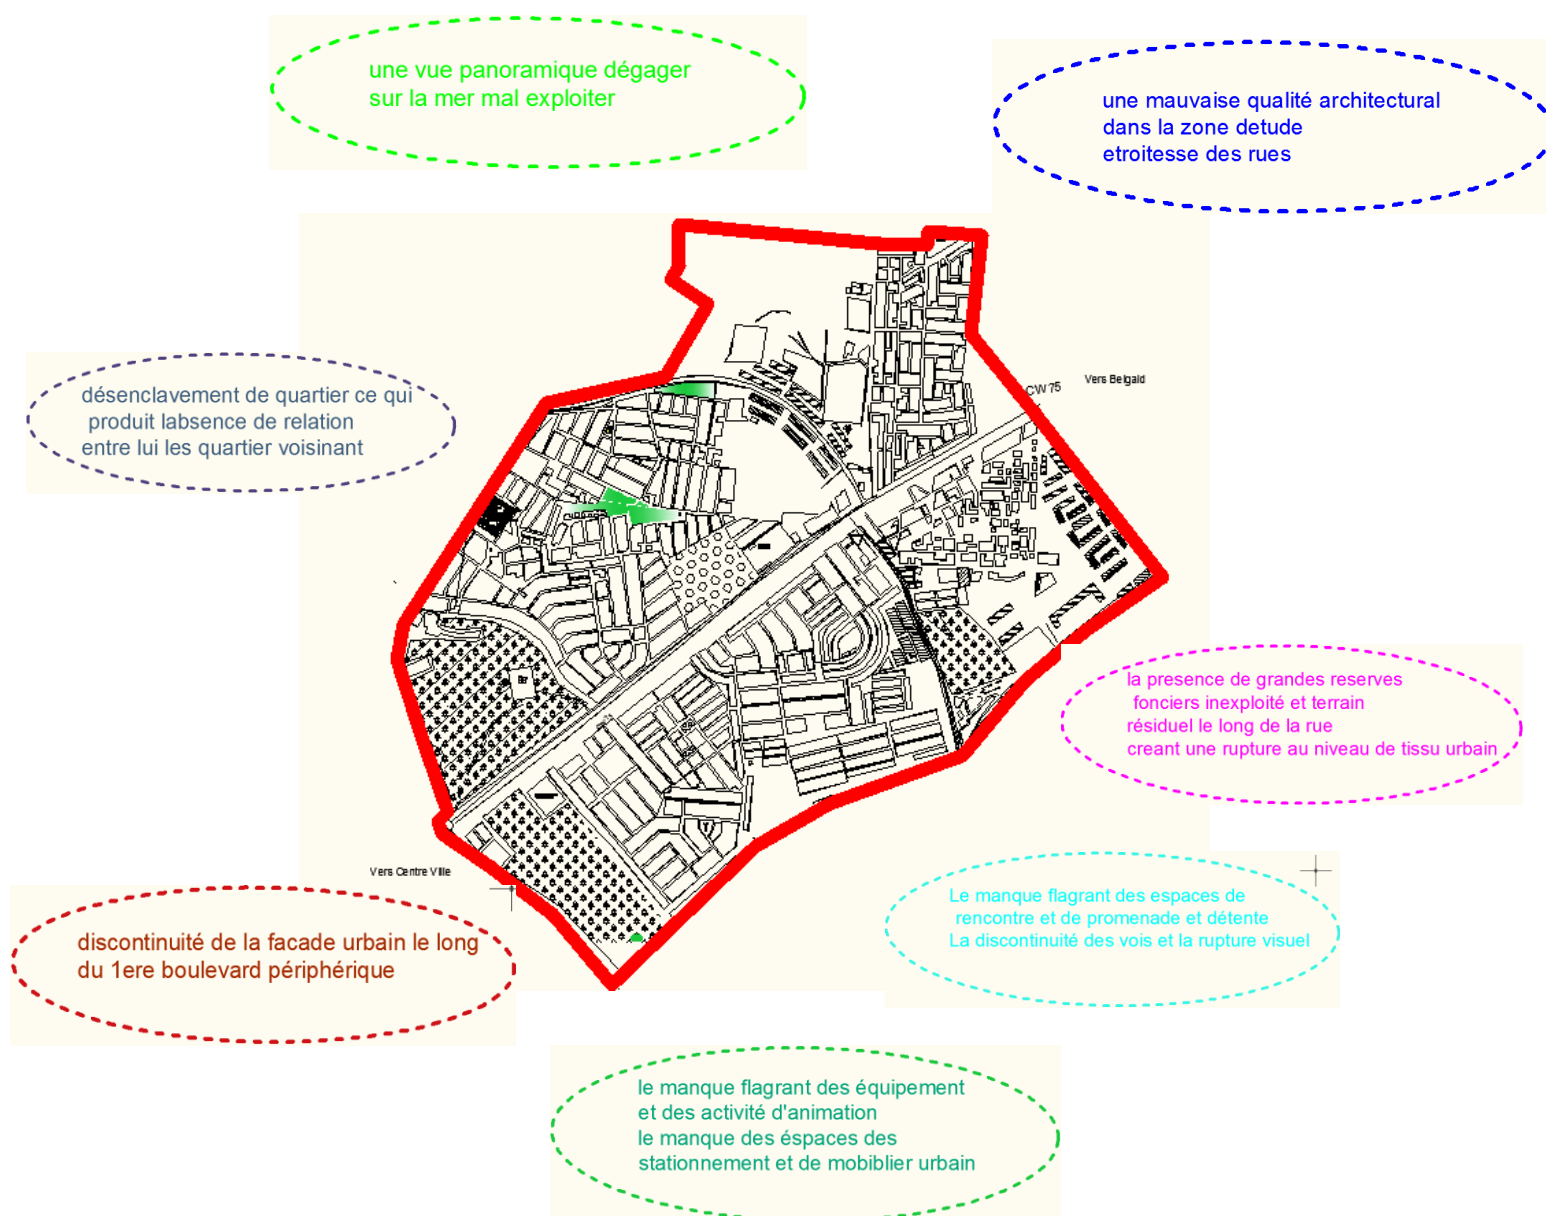 une vue panoramique dégager
sur la mer mal exploiter
une mauvaise qualité architectural
dans la zone detude
etroitesse des rues
CW 75
Vers Belgaid
désenclavement de quartier ce qui
produit labsence de relation
entre lui les quartier voisinant
la presence de grandes reserves
fonciers inexploité et terrain
résiduel le long de la rue
creant une rupture au niveau de tissu urbain
Vers Centre Ville
Le manque flagrant des espaces de
rencontre et de promenade et détente
La discontinuité des vois et la rupture visuel
discontinuité de la facade urbain le long
du 1ere boulevard périphérique
le manque flagrant des équipement
et des activité d'animation
le manque des éspaces des
stationnement et de mobiblier urbain